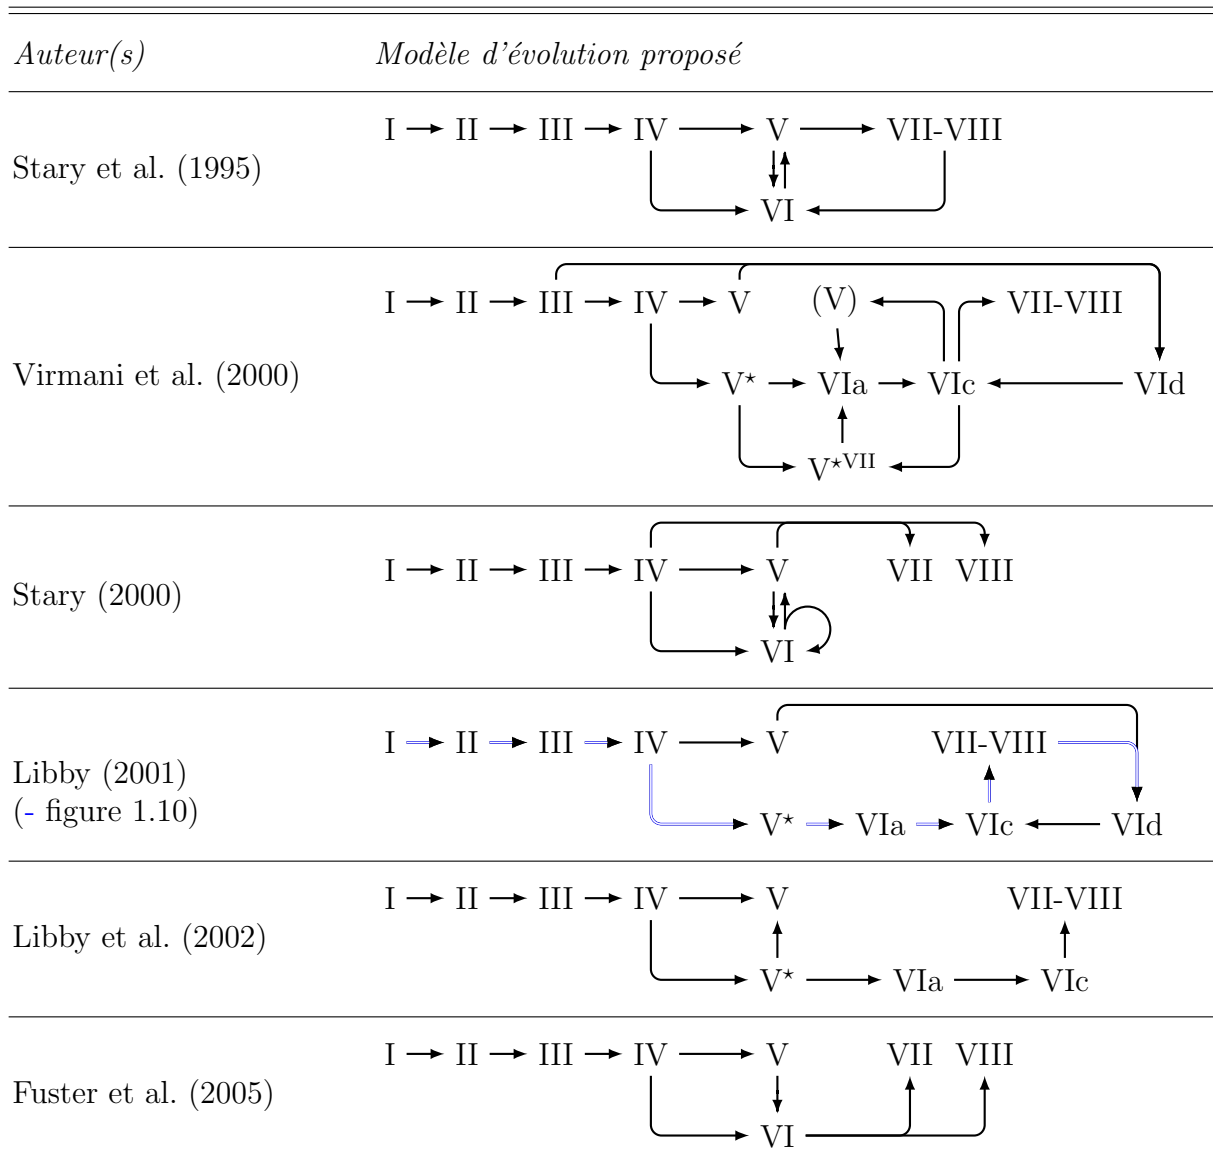 Auteur(s) Modèle d'évolution proposé
I II III IV V VII-VIII
Stary et al. (1995)
VI
I II III IV V (V) VII-VIII
Virmani et al. (2000)
V* VIa VIc VId
V*VII
I II III IV V VII VIII
Stary (2000)
VI
I II III IV V VII-VIII
Libby (2001)
(- figure 1.10)
V* VIa VIc VId
I II III IV V VII-VIII
Libby et al. (2002)
V* VIa VIc
I II III IV V VII VIII
Fuster et al. (2005)
VI